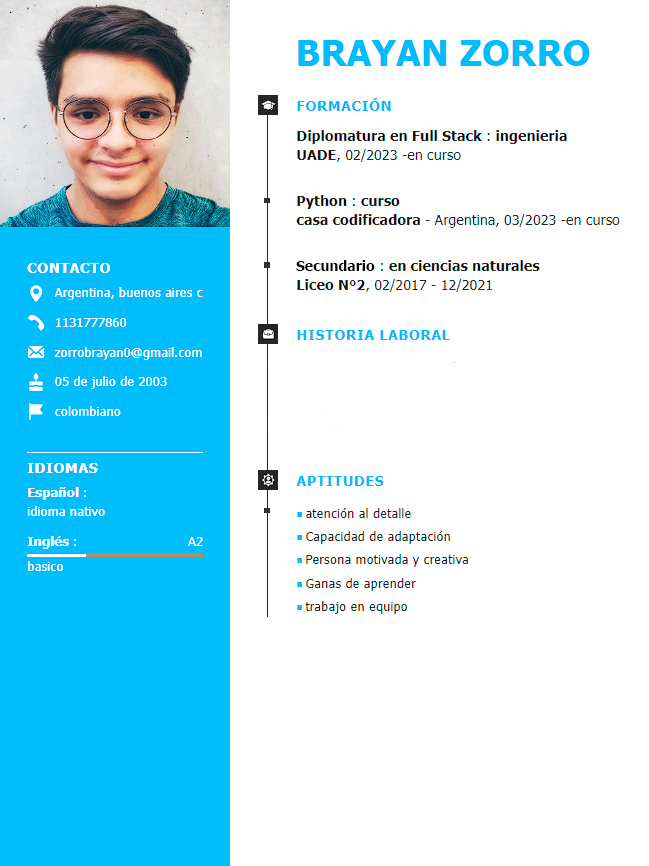 BRAYAN ZORRO
FORMACIÓN
Diplomatura en Full Stack : ingenieria
UADE, 02/2023 -en curso
Python : curso
casa codificadora - Argentina, 03/2023 -en curso
Secundario : en ciencias naturales
Liceo Nº2, 02/2017 - 12/2021
HISTORIA LABORAL
APTITUDES
atención al detalle
Capacidad de adaptación
Persona motivada y creativa
Ganas de aprender
trabajo en equipo
CONTACTO
Argentina, buenos aires c
1131777860
zorrobrayan0@gmail.com
05 de julio de 2003
colombiano
IDIOMAS
Español :
idioma nativo
Inglés : A2
basico